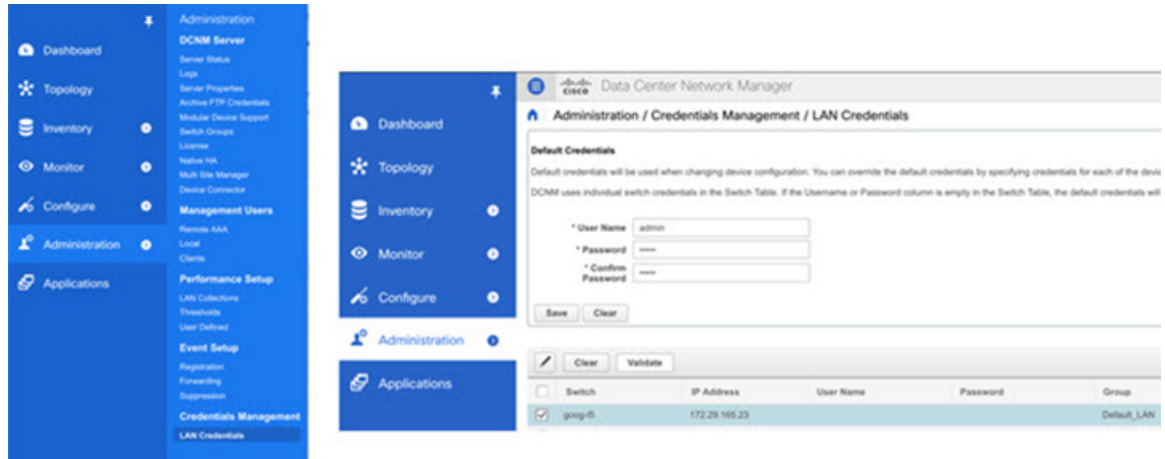 Administration
DCNM Server
Dashboard
Server Status
Logs
Topology
Server Properties
Archive FTP Credentials
Modular Device Support
Inventory
Switch Groups
License
Monitor
Native HA
Multi Site Manager
Device Connector
Configure
Management Users
Remote AAA
Administration
Local
Clients
Applications
Performance Setup
LAN Collections
Thresholds
User Defined
Event Setup
Registration
Forwarding
Suppression
Credentials Management
LAN Credentials
Dashboard
Topology
Inventory
Monitor
Configure
Administration
Applications
cisco Data Center Network Manager
Administration / Credentials Management / LAN Credentials
Default Credentials
Default credentials will be used when changing device configuration. You can override the default credentials by specifying credentials for each of the devic
DCNM uses individual switch credentials in the Switch Table. If the Username or Password column is empty in the Switch Table, the default credentials will
* User Name admin
* Password •••••
* Confirm Password •••••
Save Clear
Clear Validate
Switch IP Address User Name Password Group
goog-t5 172.29.165.23 Default_LAN